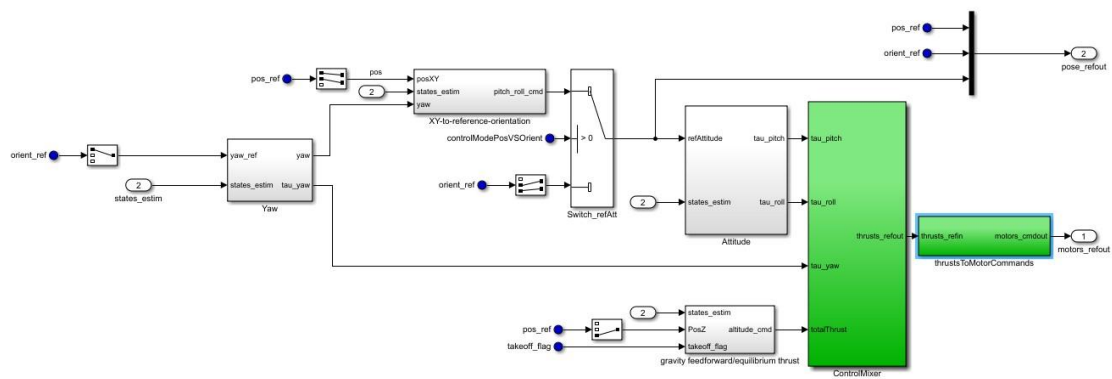 pos_ref
orient_ref
2
pose_refout
pos_ref
pos
2
posXY
states_estim
yaw
pitch_roll_cmd
XY-to-reference-orientation
controlModePosVSOrient
> 0
orient_ref
Switch_refAtt
orient_ref
2
states_estim
yaw_ref
states_estim
yaw
tau_yaw
Yaw
refAttitude
states_estim
tau_pitch
tau_roll
2
Attitude
tau_pitch
tau_roll
tau_yaw
totalThrust
thrusts_refout
ControlMixer
thrusts_refin
motors_cmdout
thrustsToMotorCommands
1
motors_refout
2
pos_ref
takeoff_flag
states_estim
PosZ
takeoff_flag
altitude_cmd
gravity feedforward/equilibrium thrust